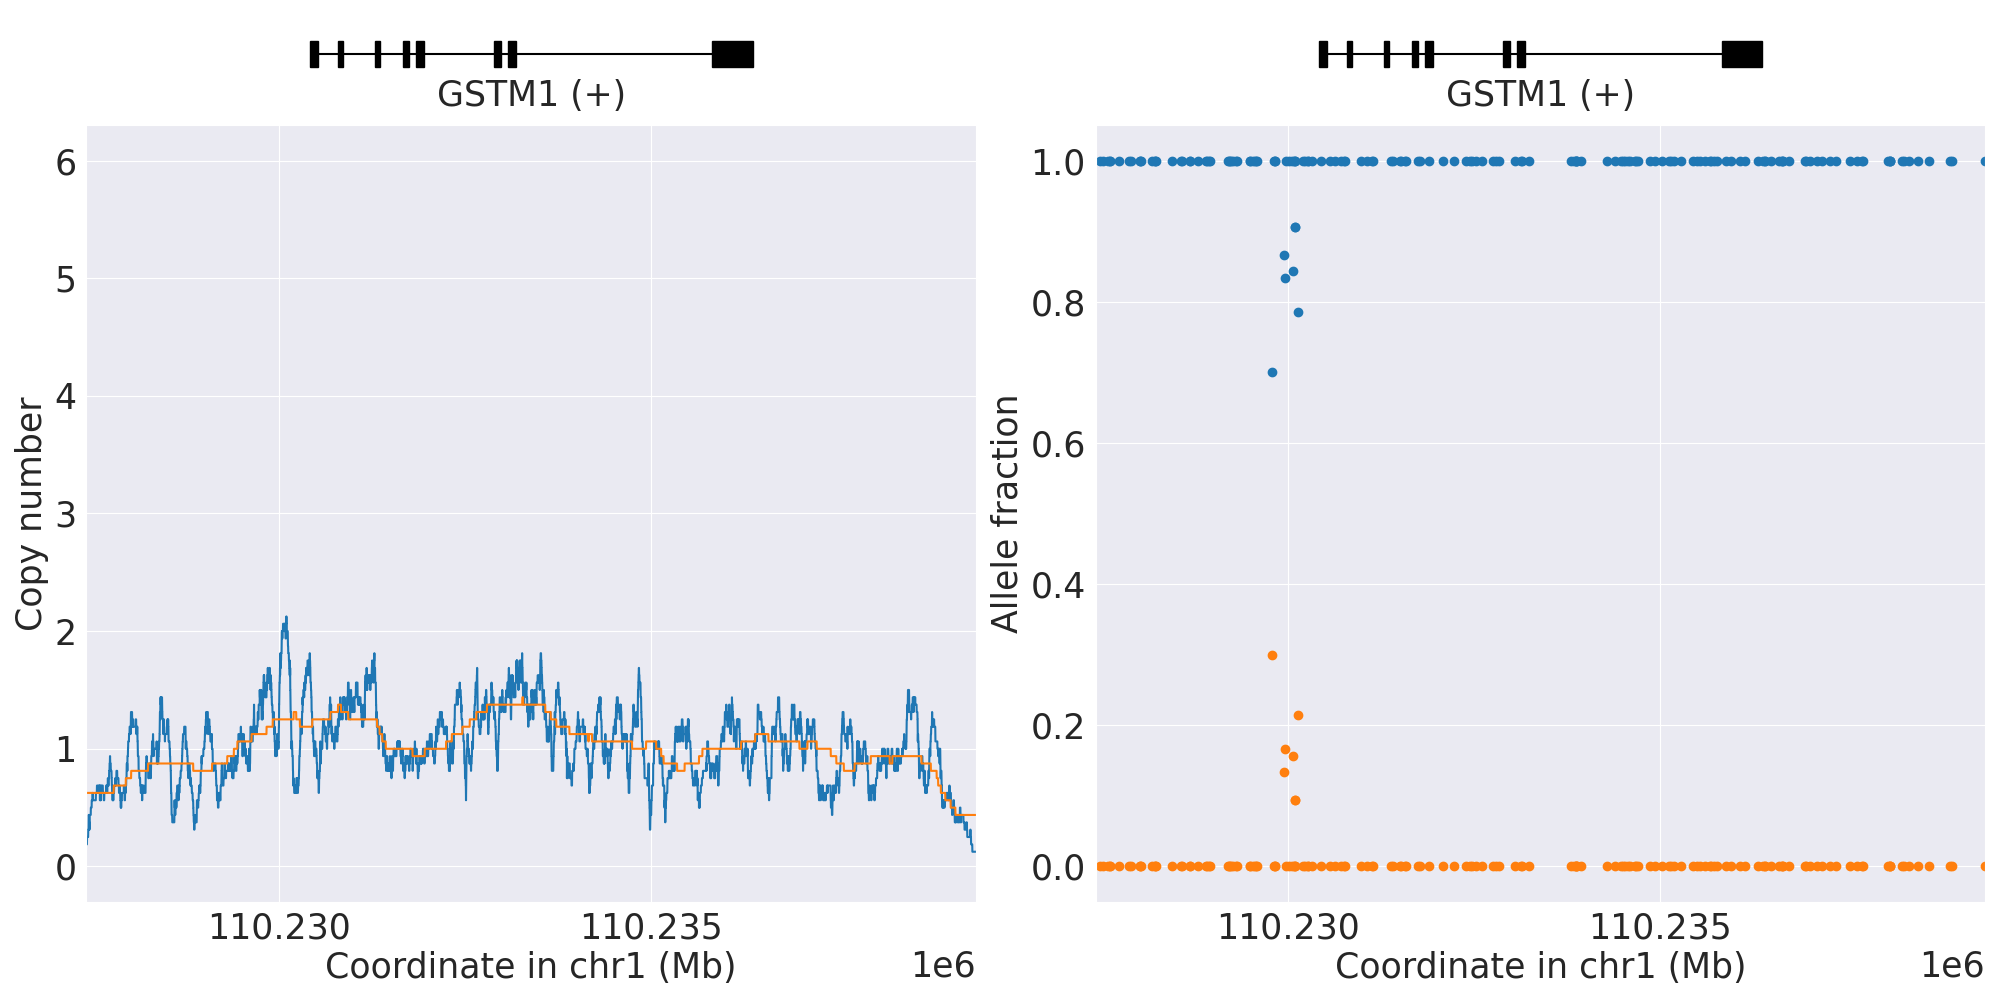 GSTM1 (+)
6
5
4
3
2
1
0
Copy number
110.230
110.235
Coordinate in chr1 (Mb)
1e6
GSTM1 (+)
1.0
0.8
0.6
0.4
0.2
0.0
Allele fraction
110.230
110.235
Coordinate in chr1 (Mb)
1e6